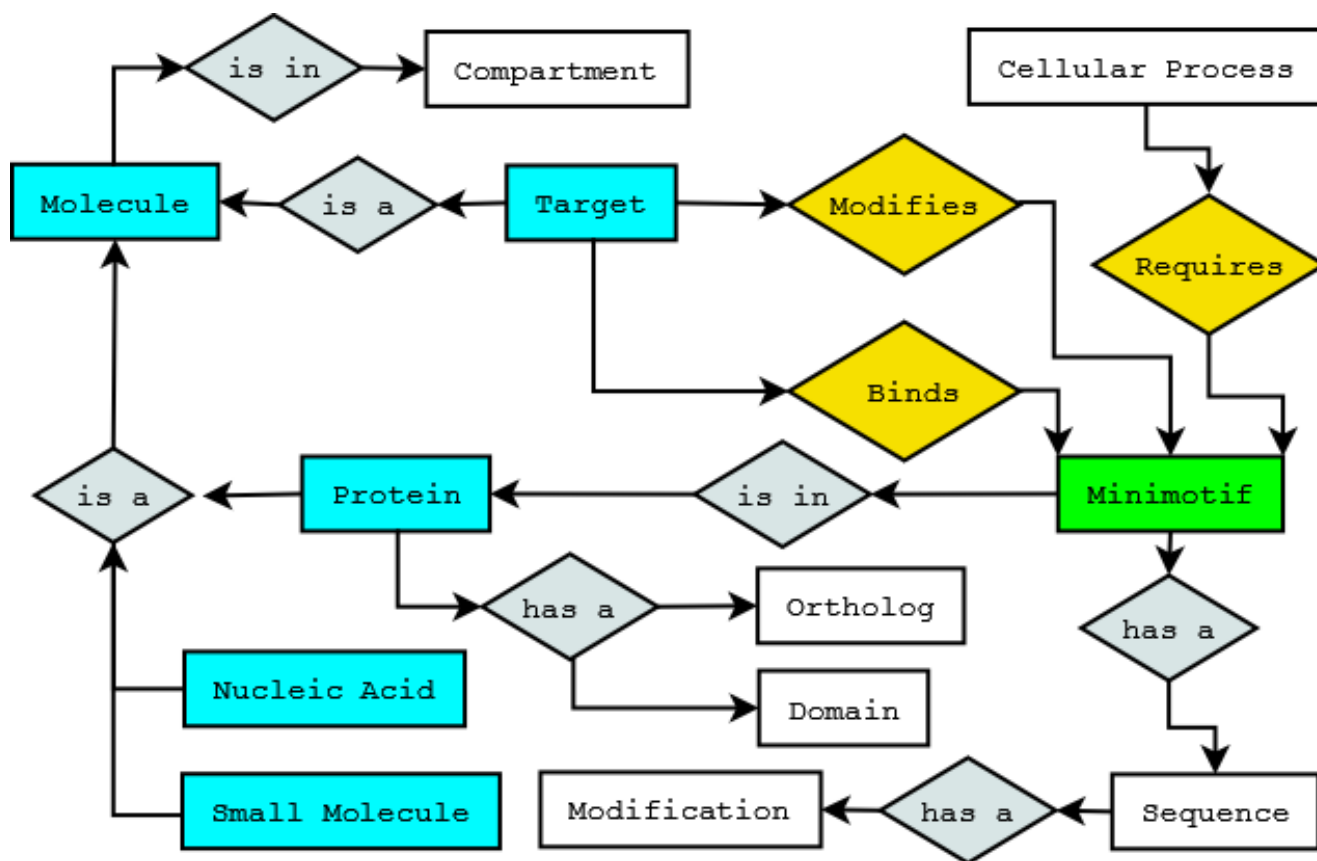 is in
Compartment
Cellular Process
Molecule
is a
Target
Modifies
Requires
Binds
is a
Protein
is in
Minimotif
has a
Ortholog
has a
Nucleic Acid
Domain
Small Molecule
Modification
has a
Sequence